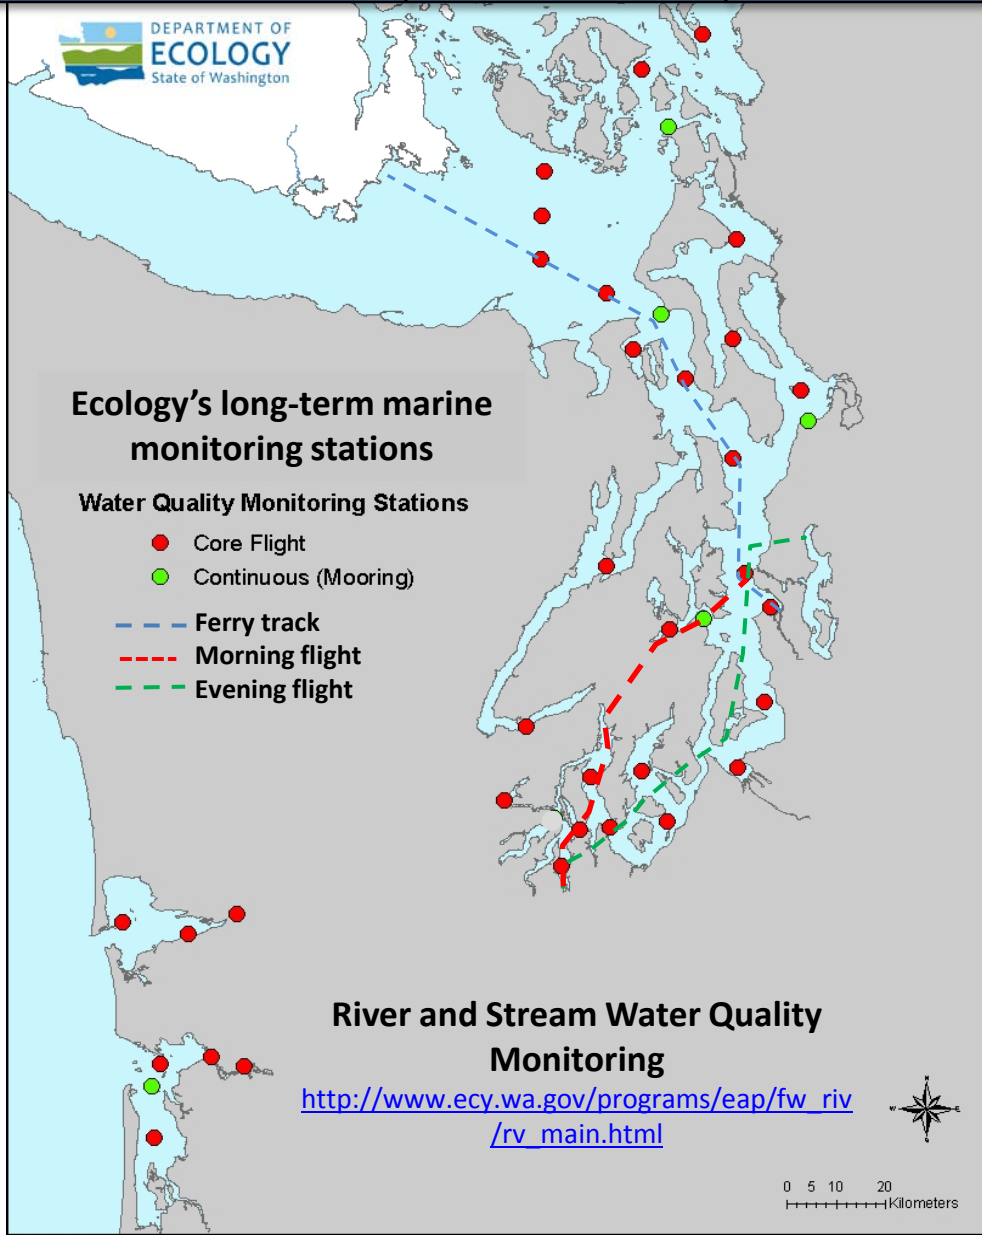 DEPARTMENT OF
ECOLOGY
State of Washington
Ecology's long-term marine
monitoring stations
Water Quality Monitoring Stations
Core Flight
Continuous (Mooring)
Ferry track
Morning flight
Evening flight
River and Stream Water Quality
Monitoring
http://www.ecy.wa.gov/programs/eap/fw_riv
/rv_main.html
N
W E
S
0 5 10 20
Kilometers